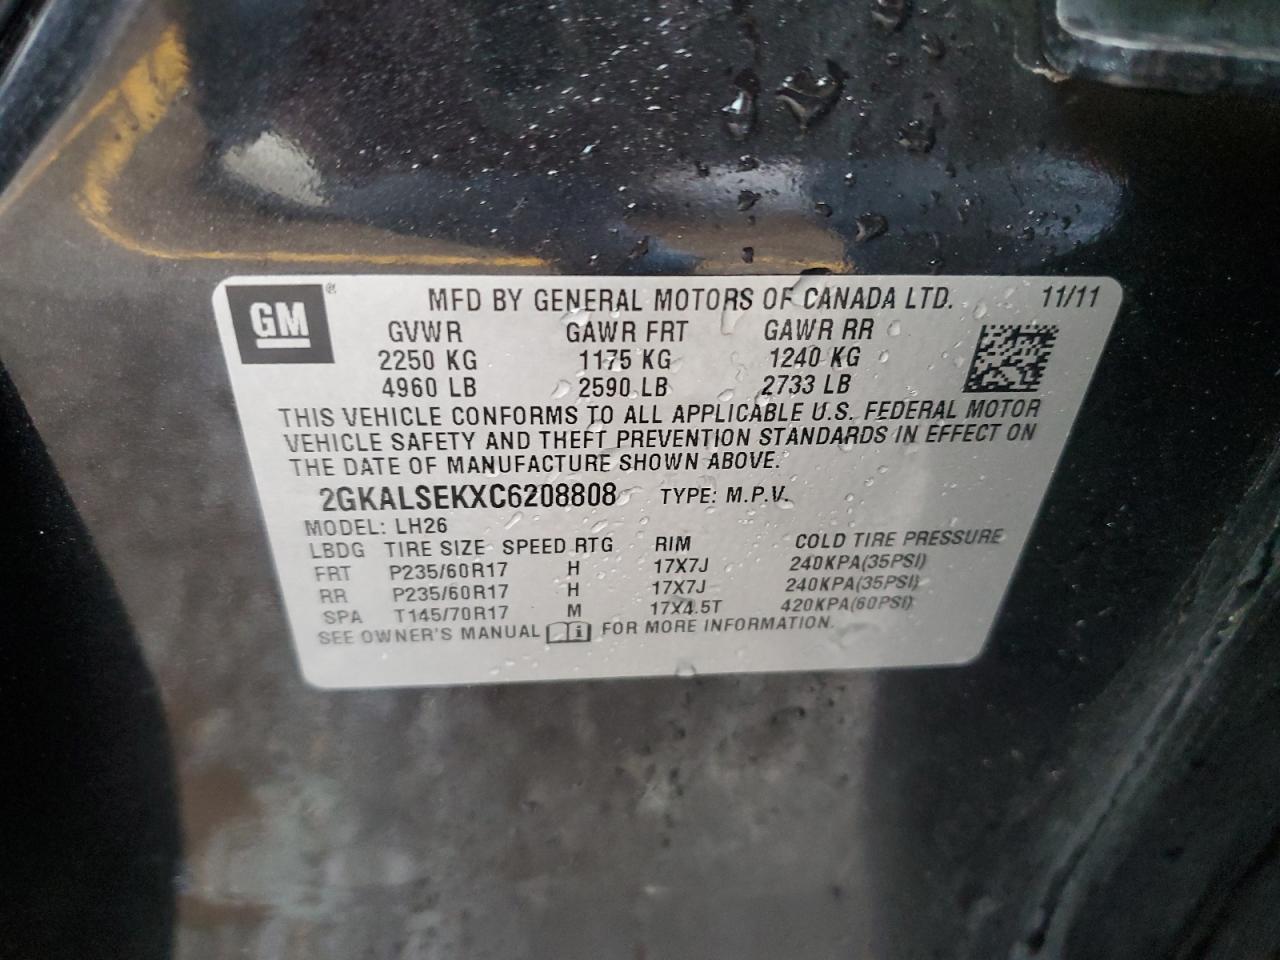 GM ® MFD BY GENERAL MOTORS OF CANADA LTD. 11/11
GVWR GAWR FRT GAWR RR
2250 KG 1175 KG 1240 KG
4960 LB 2590 LB 2733 LB
THIS VEHICLE CONFORMS TO ALL APPLICABLE U.S. FEDERAL MOTOR
VEHICLE SAFETY AND THEFT PREVENTION STANDARDS IN EFFECT ON
THE DATE OF MANUFACTURE SHOWN ABOVE.
2GKALSEKXC6208808 TYPE: M.P.V.
MODEL: LH26
LBDG TIRE SIZE SPEED RTG RIM COLD TIRE PRESSURE
FRT P235/60R17 H 17X7J 240KPA(35PSI)
RR P235/60R17 H 17X7J 240KPA(35PSI)
SPA T145/70R17 M 17X4.5T 420KPA(60PSI)
SEE OWNER'S MANUAL i FOR MORE INFORMATION.